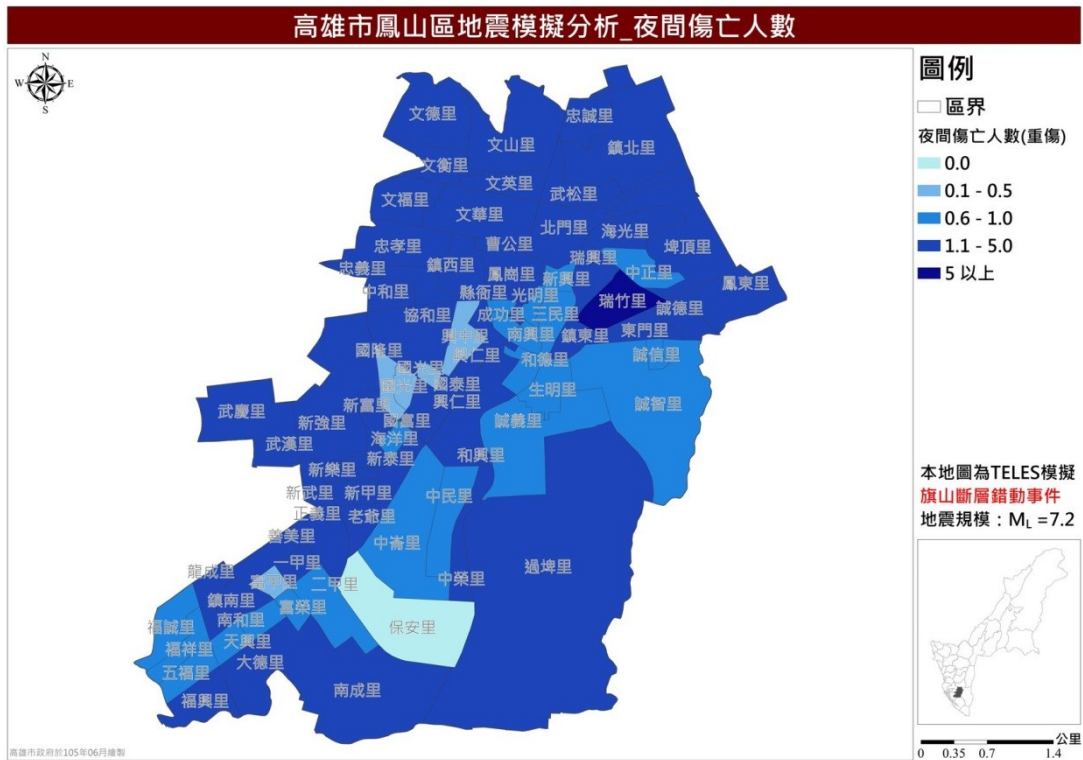 高雄市鳳山區地震模擬分析_夜間傷亡人數
N
W
E
S
圖例
區界
夜間傷亡人數(重傷)
0.0
0.1 - 0.5
0.6 - 1.0
1.1 - 5.0
5 以上
文德里
忠誠里
文山里
鎮北里
文衡里
文英里
武松里
文福里
文華里
北門里
海光里
忠孝里
曹公里
瑞興里
埤頂里
忠義里
鎮西里
鳳崗里
新興里
中正里
鳳東里
中和里
縣衙里
光明里
瑞竹里
誠德里
協和里
成功里
三民里
興中里
南興里
鎮東里
東門里
國隆里
興仁里
和德里
誠信里
國光里
國泰里
生明里
武慶里
新富里
興仁里
誠智里
新強里
國富里
誠義里
武漢里
海洋里
新樂里
新泰里
和興里
新武里
新甲里
中民里
正義里
老爺里
善美里
中崙里
一甲里
過埤里
龍成里
富甲里
二甲里
中榮里
鎮南里
富榮里
福誠里
南和里
保安里
福祥里
天興里
五福里
大德里
福興里
南成里
本地圖為TELES模擬
旗山斷層錯動事件
地震規模：ML =7.2
公里
0 0.35 0.7 1.4
高雄市政府於105年06月繪製